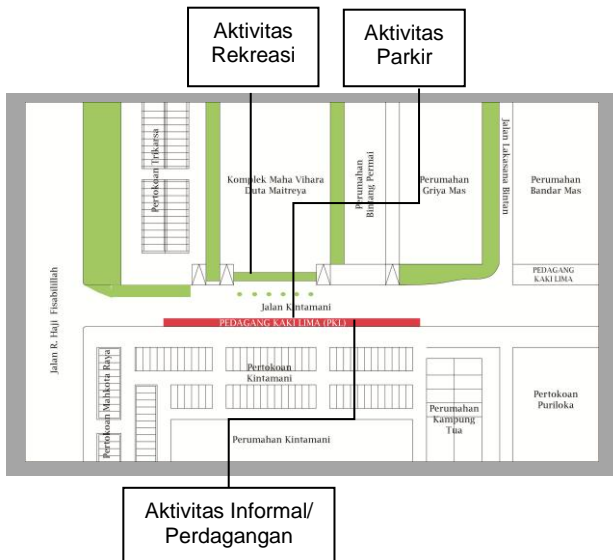 Aktivitas
Rekreasi
Aktivitas
Parkir
Pertokoan Trikarsa
Komplek Maha Vihara
Duta Maitreya
Perumahan
Bintang Permai
Perumahan
Griya Mas
Jalan Laksana Bintan
Perumahan
Bandar Mas
PEDAGANG
KAKI LIMA
Jalan R. Haji Fisabilillah
Jalan Kintamani
PEDAGANG KAKI LIMA (PKL)
Pertokoan Mahkota Raya
Pertokoan
Kintamani
Perumahan Kintamani
Perumahan
Kampung
Tua
Pertokoan
Puriloka
Aktivitas Informal/
Perdagangan